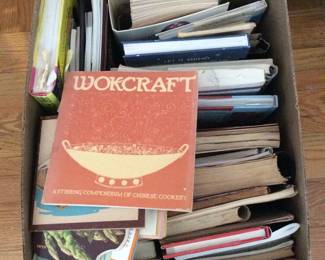 WOKCRAFT
A STIRRING COMPENDIUM OF CHINESE COOKERY